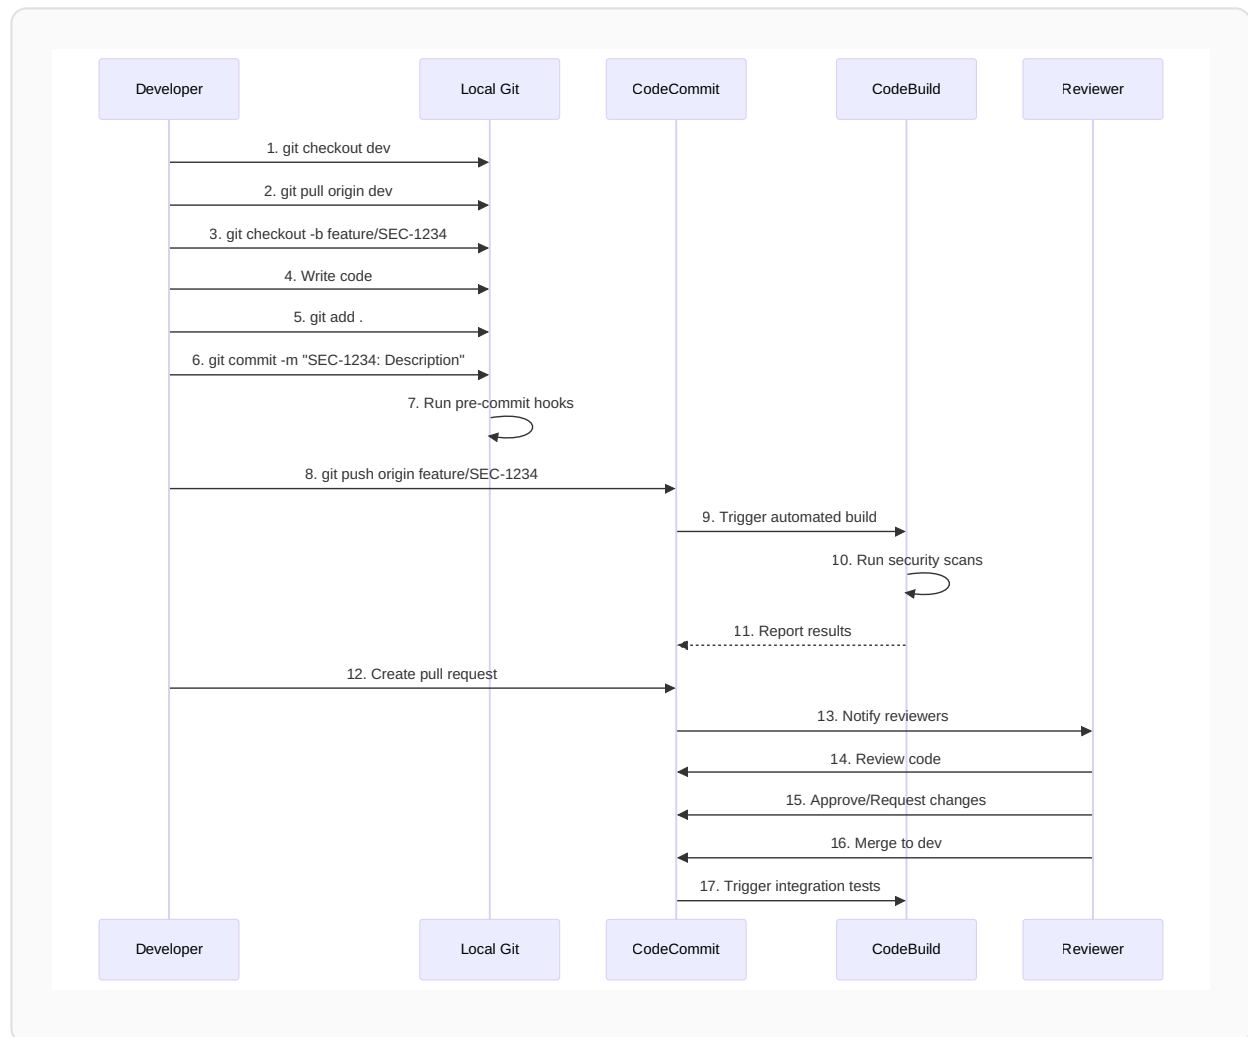 Developer
Local Git
CodeCommit
CodeBuild
Reviewer
1. git checkout dev
2. git pull origin dev
3. git checkout -b feature/SEC-1234
4. Write code
5. git add .
6. git commit -m "SEC-1234: Description"
7. Run pre-commit hooks
8. git push origin feature/SEC-1234
9. Trigger automated build
10. Run security scans
11. Report results
12. Create pull request
13. Notify reviewers
14. Review code
15. Approve/Request changes
16. Merge to dev
17. Trigger integration tests
Developer
Local Git
CodeCommit
CodeBuild
Reviewer